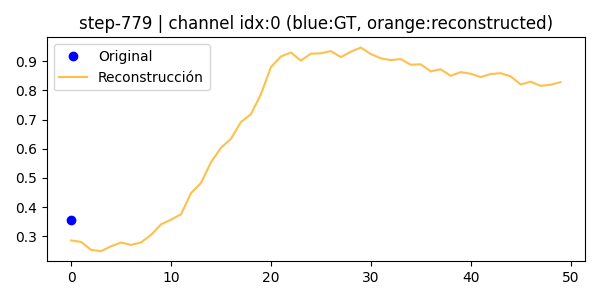 step-779 | channel idx:0 (blue:GT, orange:reconstructed)
Original
Reconstrucción
0.9
0.8
0.7
0.6
0.5
0.4
0.3
0 10 20 30 40 50